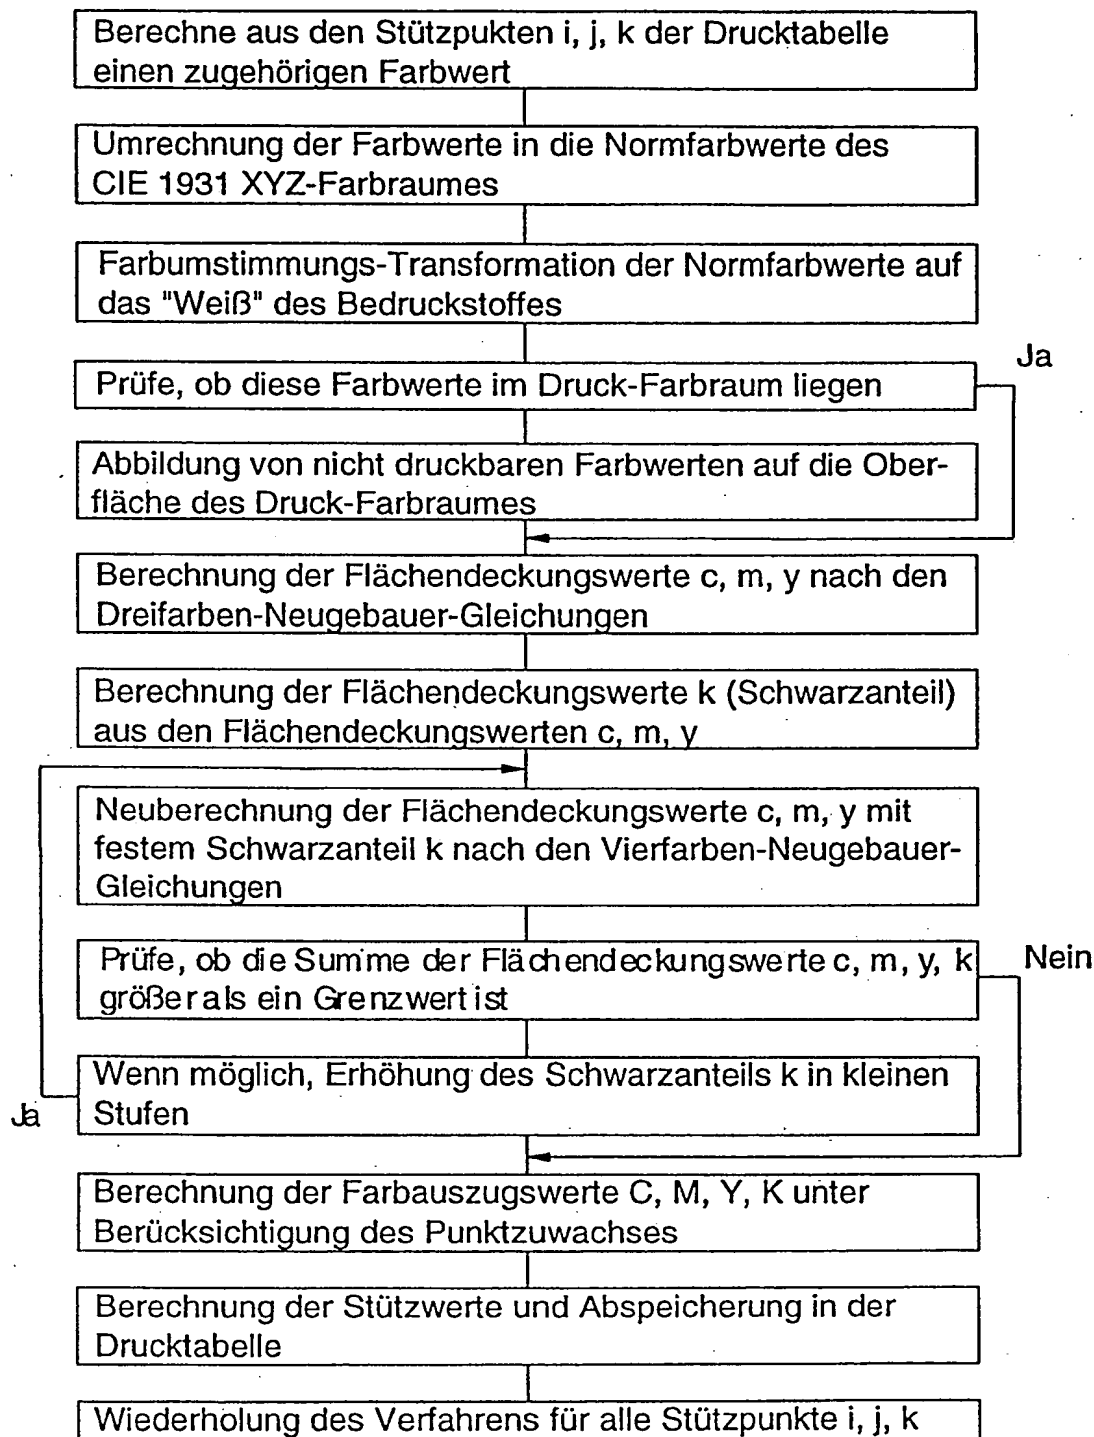 Berechne aus den Stützpukten i, j, k der Drucktabelle
einen zugehörigen Farbwert
Umrechnung der Farbwerte in die Normfarbwerte des
CIE 1931 XYZ-Farbraumes
Farbumstimmungs-Transformation der Normfarbwerte auf
das "Weiß" des Bedruckstoffes
Ja
Prüfe, ob diese Farbwerte im Druck-Farbraum liegen
Abbildung von nicht druckbaren Farbwerten auf die Ober-
fläche des Druck-Farbraumes
Berechnung der Flächendeckungswerte c, m, y nach den
Dreifarben-Neugebauer-Gleichungen
Berechnung der Flächendeckungswerte k (Schwarzanteil)
aus den Flächendeckungswerten c, m, y
Neuberechnung der Flächendeckungswerte c, m, y mit
festem Schwarzanteil k nach den Vierfarben-Neugebauer-
Gleichungen
Prüfe, ob die Summe der Flächendeckungswerte c, m, y, k
größer als ein Grenzwert ist
Nein
Wenn möglich, Erhöhung des Schwarzanteils k in kleinen
Stufen
Ja
Berechnung der Farbauszugswerte C, M, Y, K unter
Berücksichtigung des Punktzuwachses
Berechnung der Stützwerte und Abspeicherung in der
Drucktabelle
Wiederholung des Verfahrens für alle Stützpunkte i, j, k